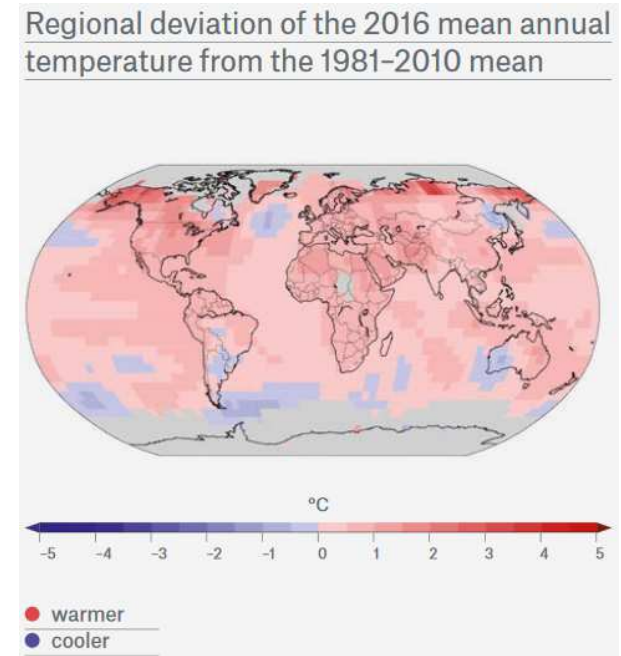 Regional deviation of the 2016 mean annual
temperature from the 1981–2010 mean
°C
-5 -4 -3 -2 -1 0 1 2 3 4 5
warmer
cooler